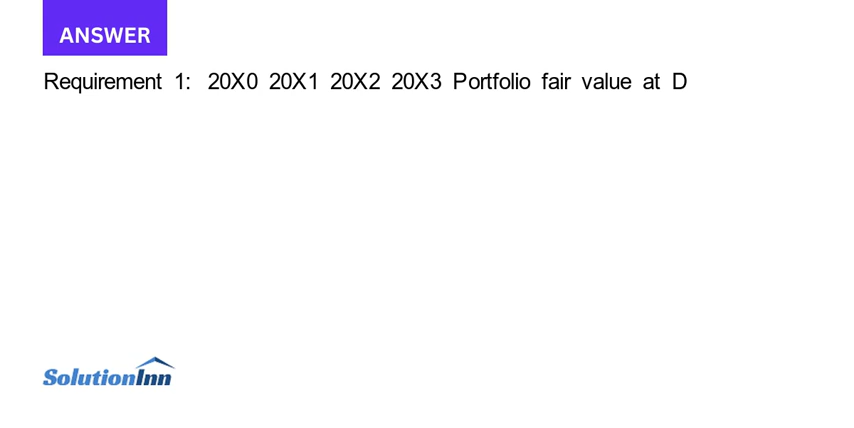 ANSWER
Requirement 1: 20X0 20X1 20X2 20X3 Portfolio fair value at D
SolutionInn